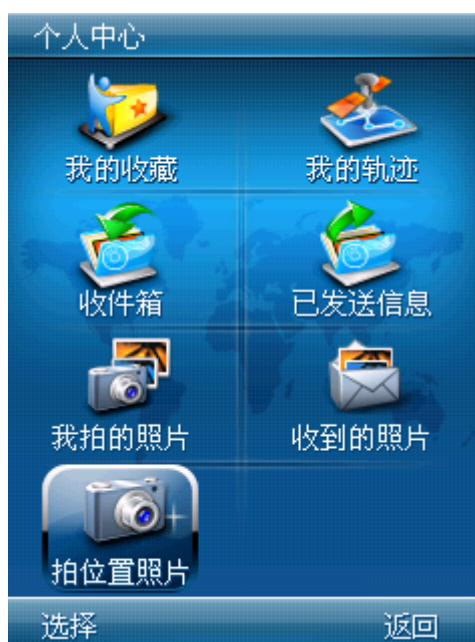 个人中心
我的收藏 我的轨迹
收件箱 已发送信息
我拍的照片 收到的照片
拍位置照片
选择 返回